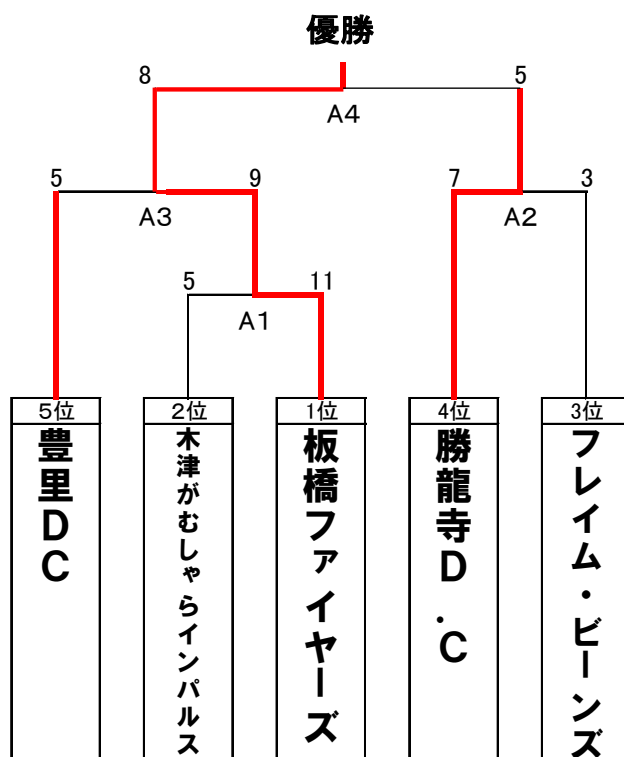 優勝
8
5
A4
5
9
7
3
A3
A2
5
11
A1
5位
2位
1位
4位
3位
豊里DC
木津がむしゃらインパルス
板橋ファイヤーズ
勝龍寺D.C
フレイム・ビーンズ